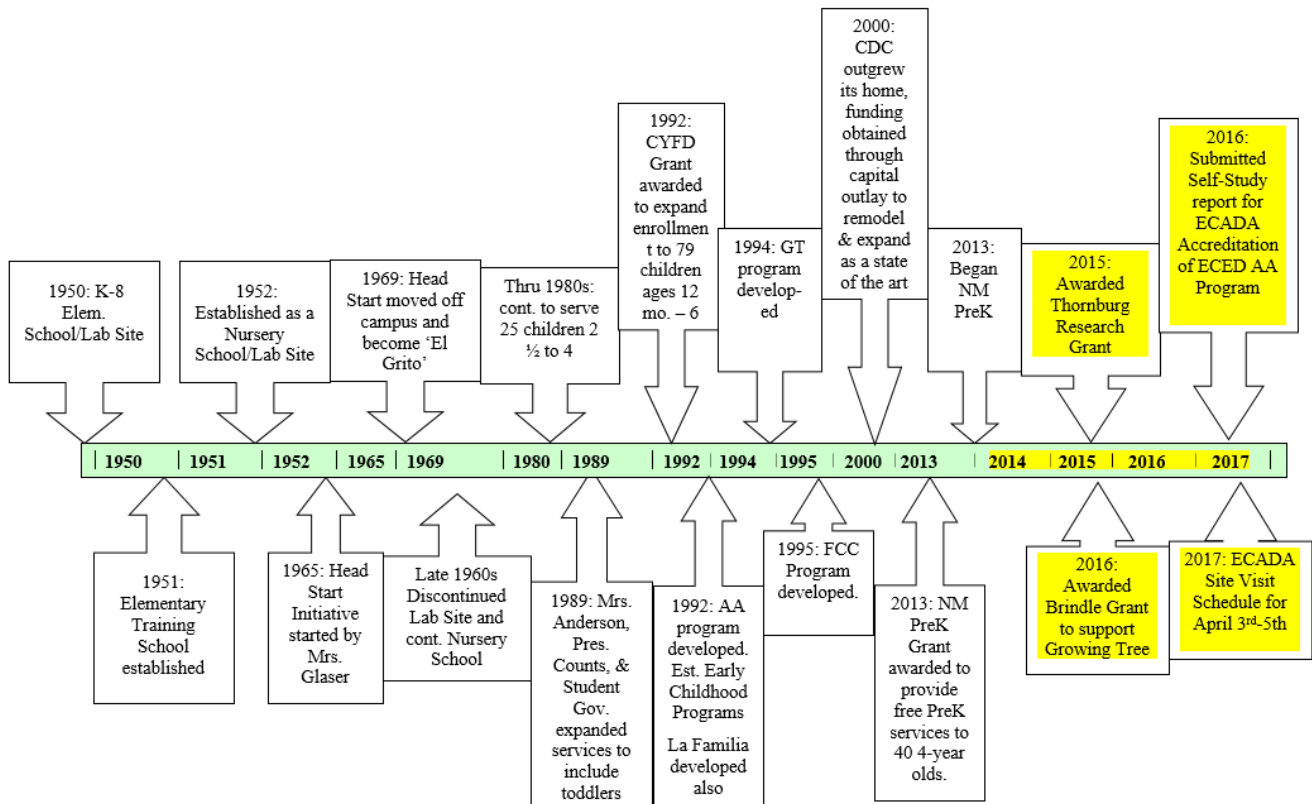 1950: K-8
Elem.
School/Lab Site
1952:
Established as a
Nursery
School/Lab Site
1969: Head
Start moved off
campus and
become ‘El
Grito’
Thru 1980s:
cont. to serve
25 children 2
½ to 4
1992:
CYFD
Grant
awarded
to expand
enrollmen
t to 79
children
ages 12
mo. – 6
1994: GT
program
develop-
ed
2000:
CDC
outgrew
its home,
funding
obtained
through
capital
outlay to
remodel
& expand
as a state
of the art
2013:
Began
NM
PreK
2015:
Awarded
Thornburg
Research
Grant
2016:
Submitted
Self-Study
report for
ECADA
Accreditation
of ECED AA
Program
1950 1951 1952 1965 1969 1980 1989 1992 1994 1995 2000 2013 2014 2015 2016 2017
1951:
Elementary
Training
School
established
1965: Head
Start
Initiative
started by
Mrs.
Glaser
Late 1960s
Discontinued
Lab Site and
cont. Nursery
School
1989: Mrs.
Anderson,
Pres.
Counts, &
Student
Gov.
expanded
services to
include
toddlers
1992: AA
program
developed.
Est. Early
Childhood
Programs
La Familia
developed
also
1995: FCC
Program
developed.
2013: NM
PreK
Grant
awarded to
provide
free PreK
services to
40 4-year
olds.
2016:
Awarded
Brindle Grant
to support
Growing Tree
2017: ECADA
Site Visit
Schedule for
April 3rd-5th